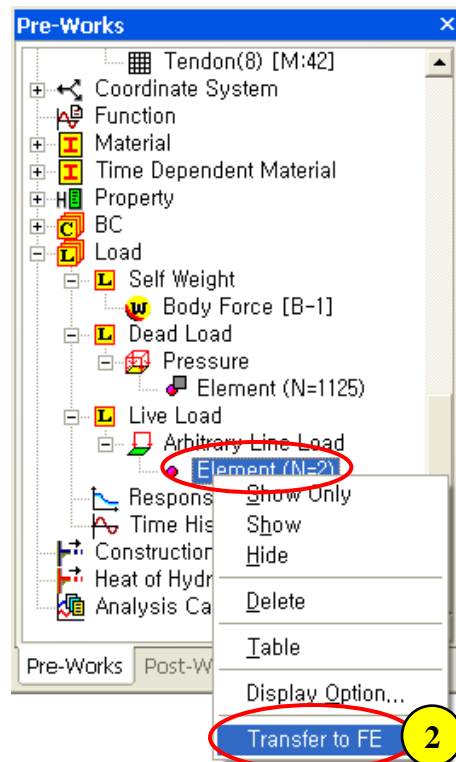 Pre-Works
Tendon(8) [M:42]
Coordinate System
Function
Material
Time Dependent Material
Property
BC
Load
Self Weight
Body Force [B-1]
Dead Load
Pressure
Element (N=1125)
Live Load
Arbitrary Line Load
Element (N=2)
Respons
Time His
Construction
Heat of Hydr
Analysis Ca
Show Only
Show
Hide
Delete
Table
Display Option...
Transfer to FE
2
Pre-Works Post-W